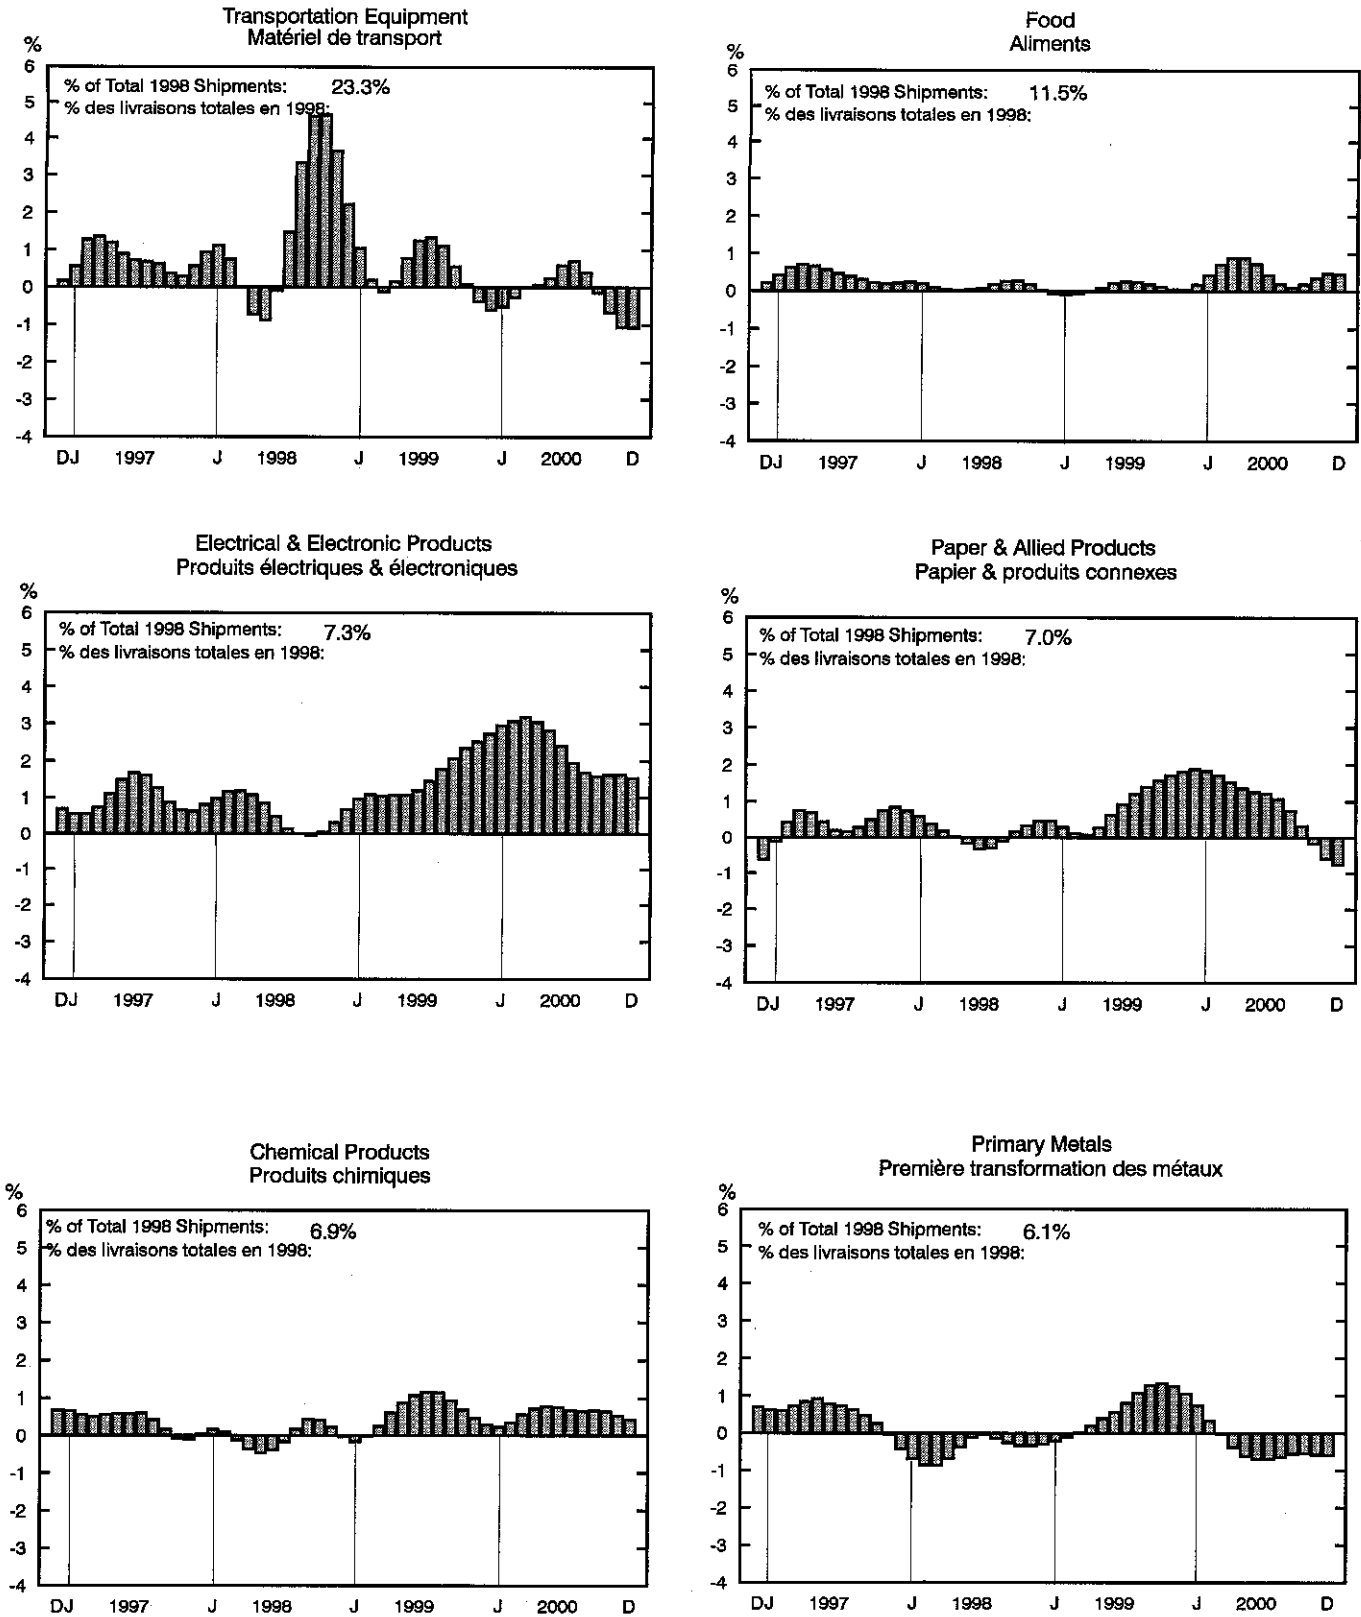 Transportation Equipment
Matériel de transport
%
% of Total 1998 Shipments: 23.3%
% des livraisons totales en 1998:
6
5
4
3
2
1
0
-1
-2
-3
-4
DJ 1997 J 1998 J 1999 J 2000 D
Food
Aliments
%
% of Total 1998 Shipments: 11.5%
% des livraisons totales en 1998:
6
5
4
3
2
1
0
-1
-2
-3
-4
DJ 1997 J 1998 J 1999 J 2000 D
Electrical & Electronic Products
Produits électriques & électroniques
%
% of Total 1998 Shipments: 7.3%
% des livraisons totales en 1998:
6
5
4
3
2
1
0
-1
-2
-3
-4
DJ 1997 J 1998 J 1999 J 2000 D
Paper & Allied Products
Papier & produits connexes
%
% of Total 1998 Shipments: 7.0%
% des livraisons totales en 1998:
6
5
4
3
2
1
0
-1
-2
-3
-4
DJ 1997 J 1998 J 1999 J 2000 D
Chemical Products
Produits chimiques
%
% of Total 1998 Shipments: 6.9%
% des livraisons totales en 1998:
6
5
4
3
2
1
0
-1
-2
-3
-4
DJ 1997 J 1998 J 1999 J 2000 D
Primary Metals
Première transformation des métaux
%
% of Total 1998 Shipments: 6.1%
% des livraisons totales en 1998:
6
5
4
3
2
1
0
-1
-2
-3
-4
DJ 1997 J 1998 J 1999 J 2000 D